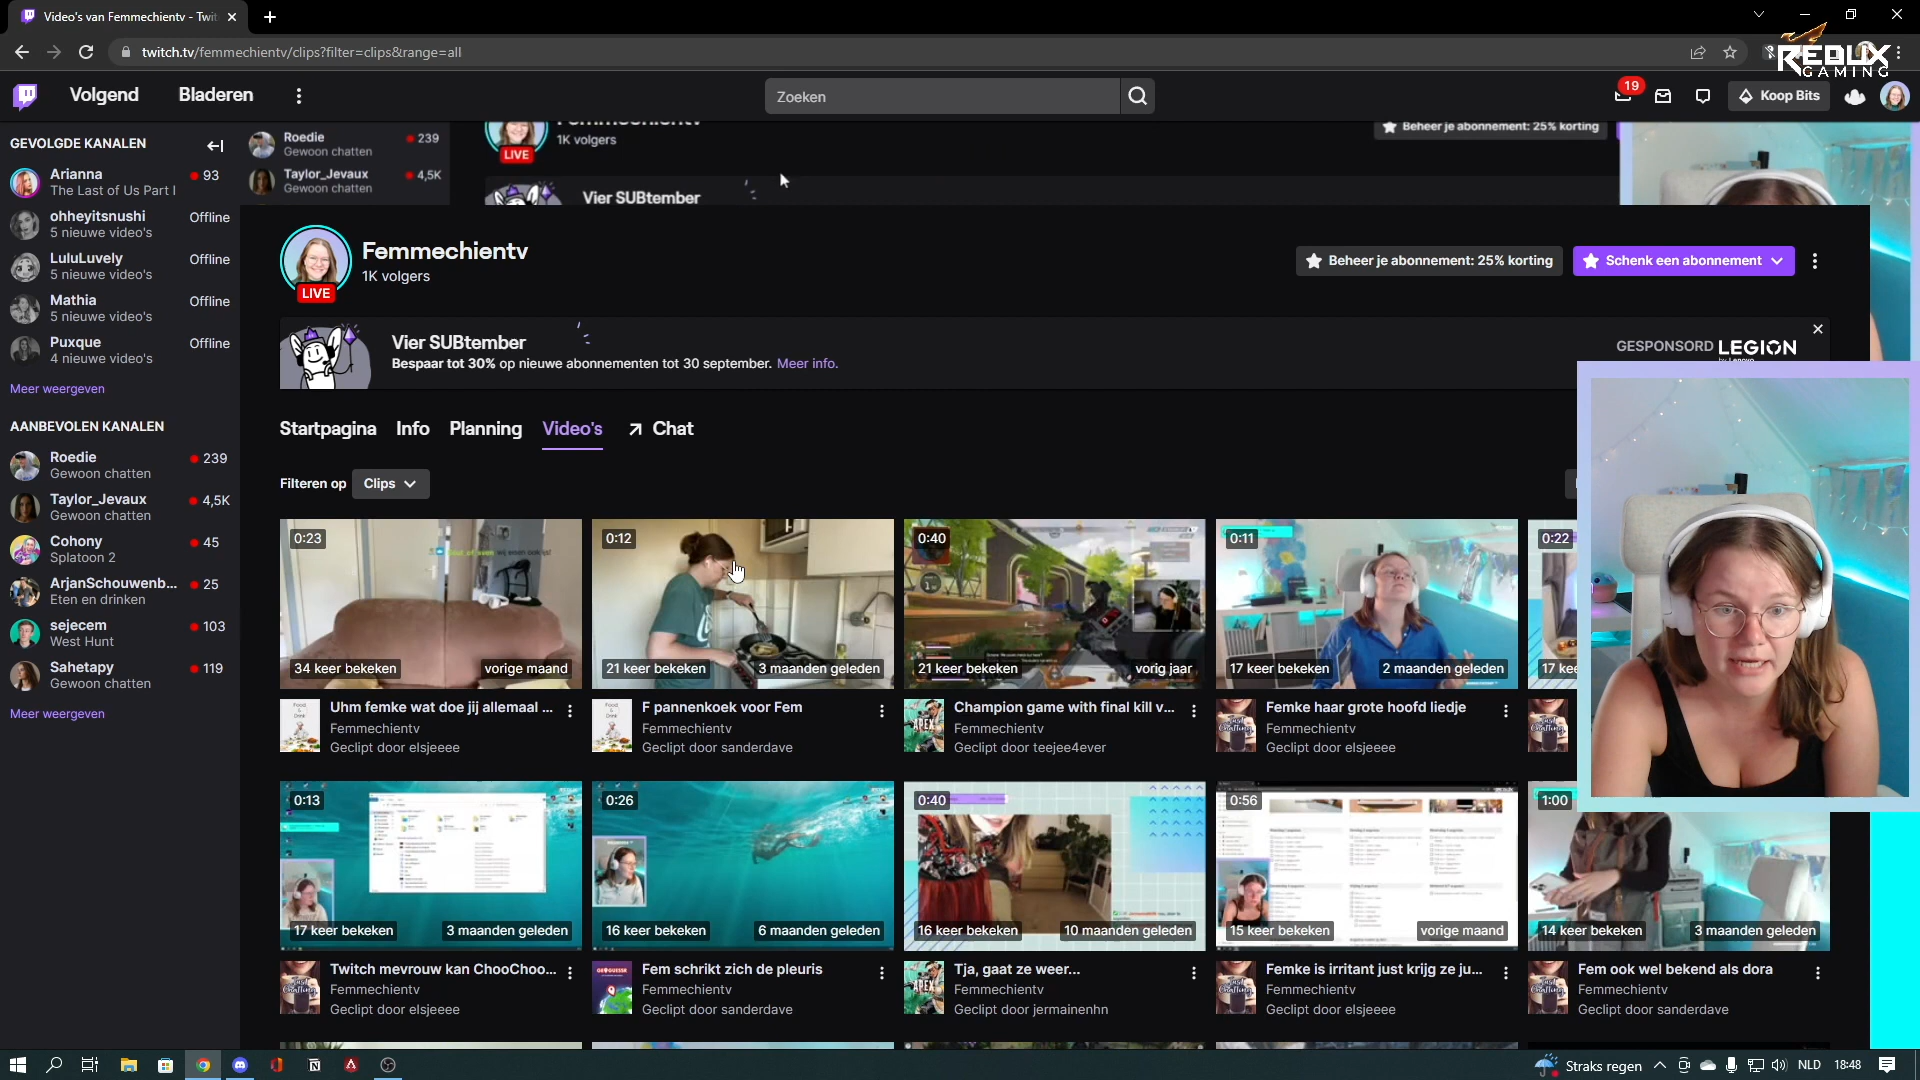 Video's van Femmechientv - Twit
twitch.tv/femmechientv/clips?filter=clips&range=all
REDUX
GAMING
Volgend
Bladeren
Zoeken
19
Koop Bits
GEVOLGDE KANALEN
Arianna
93
The Last of Us Part I
ohheyitsnushi
Offline
5 nieuwe video's
LuluLuvely
Offline
5 nieuwe video's
Mathia
Offline
5 nieuwe video's
Puxque
Offline
4 nieuwe video's
Meer weergeven
AANBEVOLEN KANALEN
Roedie
239
Gewoon chatten
Taylor_Jevaux
4,5K
Gewoon chatten
Cohony
45
Splatoon 2
ArjanSchouwenb...
25
Eten en drinken
sejecem
103
West Hunt
Sahetapy
119
Gewoon chatten
Meer weergeven
Roedie
239
Gewoon chatten
Taylor_Jevaux
4,5K
Gewoon chatten
Femmechientv
1K volgers
LIVE
Beheer je abonnement: 25% korting
Vier SUBtember
Femmechientv
1K volgers
LIVE
Beheer je abonnement: 25% korting
Schenk een abonnement
Vier SUBtember
Bespaar tot 30% op nieuwe abonnementen tot 30 september. Meer info.
GESPONSORD LEGION
by Lenovo
Startpagina
Info
Planning
Video's
Chat
Filteren op
Clips
0:23
34 keer bekeken
vorige maand
Uhm femke wat doe jij allemaal ...
Femmechientv
Geclipt door elsjeeee
0:12
21 keer bekeken
3 maanden geleden
F pannenkoek voor Fem
Femmechientv
Geclipt door sanderdave
0:40
21 keer bekeken
vorig jaar
APEX
Champion game with final kill v...
Femmechientv
Geclipt door teejee4ever
0:11
17 keer bekeken
2 maanden geleden
Just
Chatting
Femke haar grote hoofd liedje
Femmechientv
Geclipt door elsjeeee
0:22
17 kee
0:13
17 keer bekeken
3 maanden geleden
Just
Chatting
Twitch mevrouw kan ChooChoo...
Femmechientv
Geclipt door elsjeeee
0:26
16 keer bekeken
6 maanden geleden
Fem schrikt zich de pleuris
Femmechientv
Geclipt door sanderdave
0:40
16 keer bekeken
10 maanden geleden
APEX
Tja, gaat ze weer...
Femmechientv
Geclipt door jermainenhn
0:56
15 keer bekeken
vorige maand
Just
Chatting
Femke is irritant just krijg ze ju...
Femmechientv
Geclipt door elsjeeee
1:00
14 keer bekeken
3 maanden geleden
Just
Chatting
Fem ook wel bekend als dora
Femmechientv
Geclipt door sanderdave
Straks regen
NLD
18:48